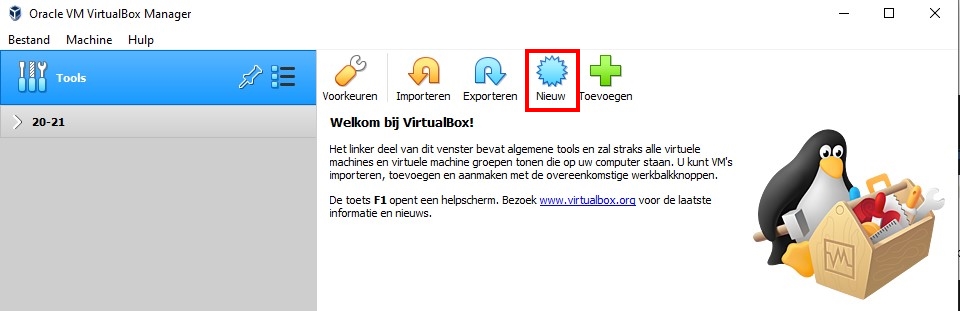 Oracle VM VirtualBox Manager
Bestand Machine Hulp
Tools
Voorkeuren Importeren Exporteren Nieuw Toevoegen
20-21
Welkom bij VirtualBox!
Het linker deel van dit venster bevat algemene tools en zal straks alle virtuele
machines en virtuele machine groepen tonen die op uw computer staan. U kunt VM's
importeren, toevoegen en aanmaken met de overeenkomstige werkbalkknoppen.
De toets F1 opent een helpscherm. Bezoek www.virtualbox.org voor de laatste
informatie en nieuws.